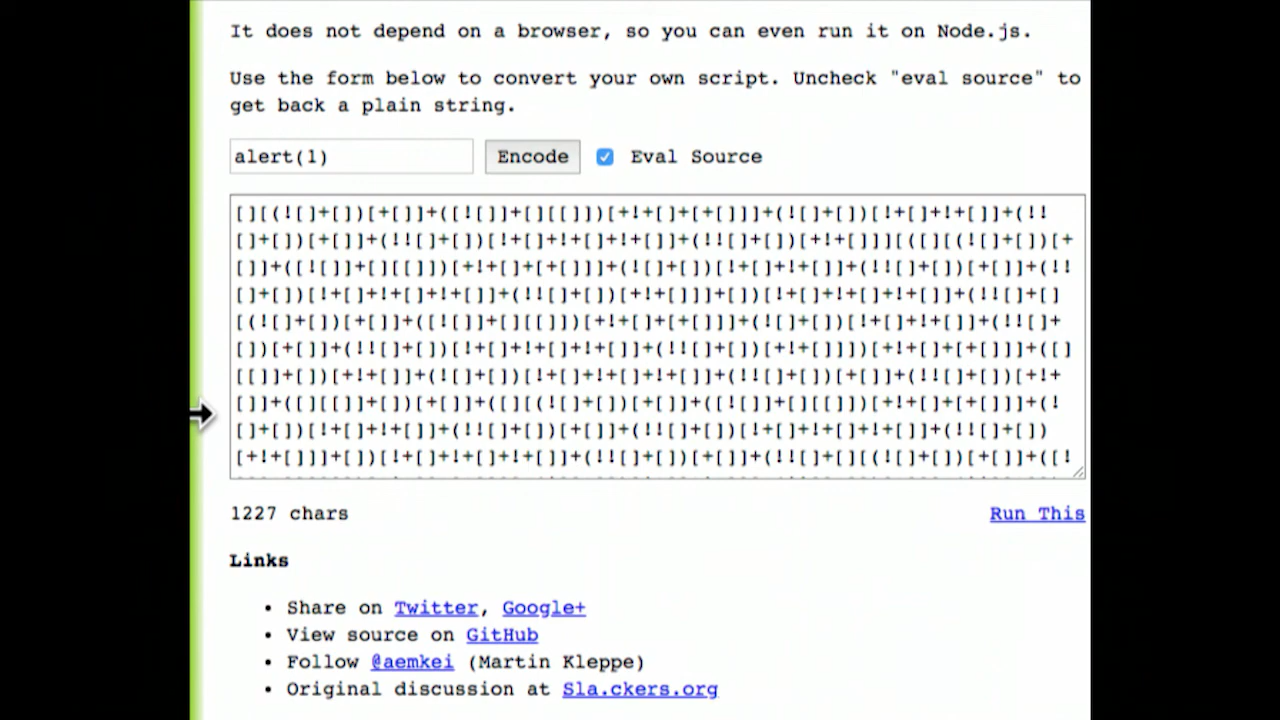 It does not depend on a browser, so you can even run it on Node.js.
Use the form below to convert your own script. Uncheck "eval source" to
get back a plain string.
alert(1) Encode Eval Source
[][(![]+[])[+[]]+([![]]+[][[]])[+!+[]+[+[]]]+(![]+[])[!+[]+!+[]]+(!!
[]+[])[+[]]+(!![]+[])[!+[]+!+[]+!+[]]+(!![]+[])[+!+[]]][([][(![]+[])[+
[]]+([![]]+[][[]])[+!+[]+[+[]]]+(![]+[])[!+[]+!+[]]+(!![]+[])[+[]]+(!!
[]+[])[!+[]+!+[]+!+[]]+(!![]+[])[+!+[]]]+[])[!+[]+!+[]+!+[]]+(!![]+[]
[(![]+[])[+[]]+([![]]+[][[]])[+!+[]+[+[]]]+(![]+[])[!+[]+!+[]]+(!![]+
[])[+[]]+(!![]+[])[!+[]+!+[]+!+[]]+(!![]+[])[+!+[]]])[+!+[]+[+[]]]+([]
[[]]+[])[+!+[]]+(![]+[])[!+[]+!+[]+!+[]]+(!![]+[])[+[]]+(!![]+[])[+!+
[]]+([][[]]+[])[+[]]+([][(![]+[])[+[]]+([![]]+[][[]])[+!+[]+[+[]]]+(!
[]+[])[!+[]+!+[]]+(!![]+[])[+[]]+(!![]+[])[!+[]+!+[]+!+[]]+(!![]+[])
[+!+[]]]+[])[!+[]+!+[]+!+[]]+(!![]+[])[+[]]+(!![]+[][(![]+[])[+[]]+([!
1227 chars Run This
Links
• Share on Twitter, Google+
• View source on GitHub
• Follow @aemkei (Martin Kleppe)
• Original discussion at Sla.ckers.org